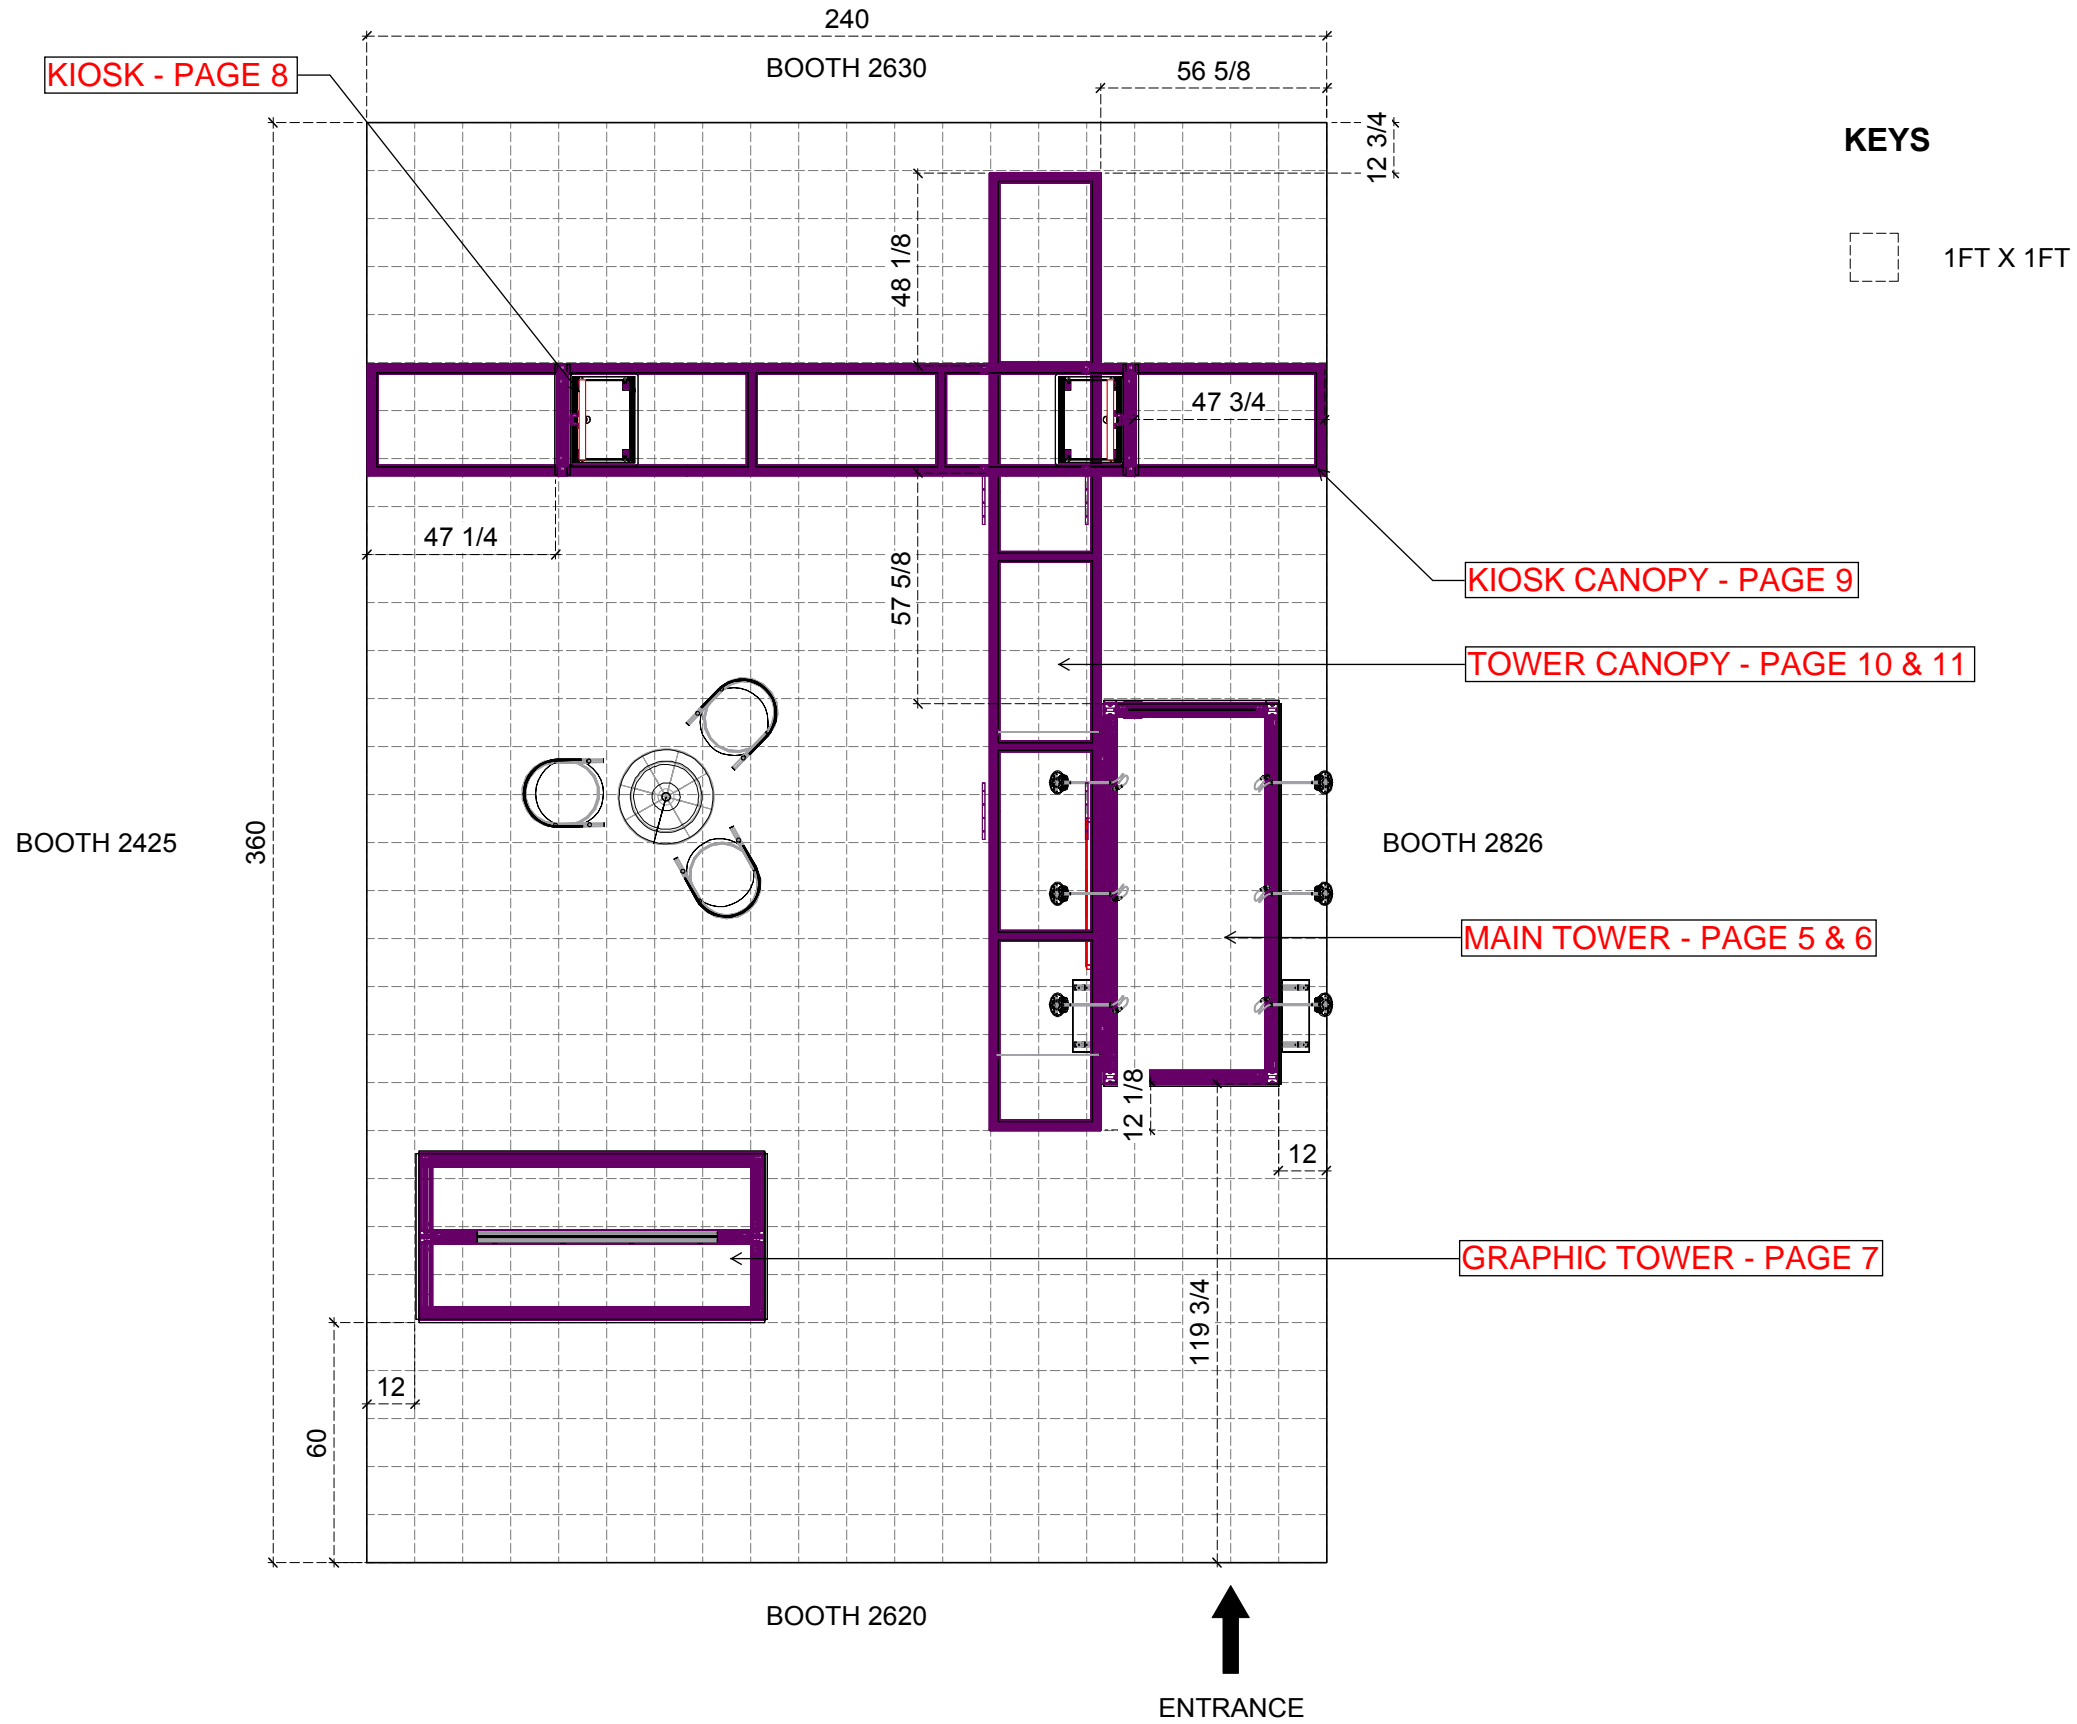 240
BOOTH 2630
KIOSK - PAGE 8
56 5/8
12 3/4
KEYS
1FT X 1FT
48 1/8
47 3/4
47 1/4
57 5/8
KIOSK CANOPY - PAGE 9
TOWER CANOPY - PAGE 10 & 11
BOOTH 2425
360
BOOTH 2826
MAIN TOWER - PAGE 5 & 6
12 1/8
12
GRAPHIC TOWER - PAGE 7
119 3/4
12
60
BOOTH 2620
ENTRANCE